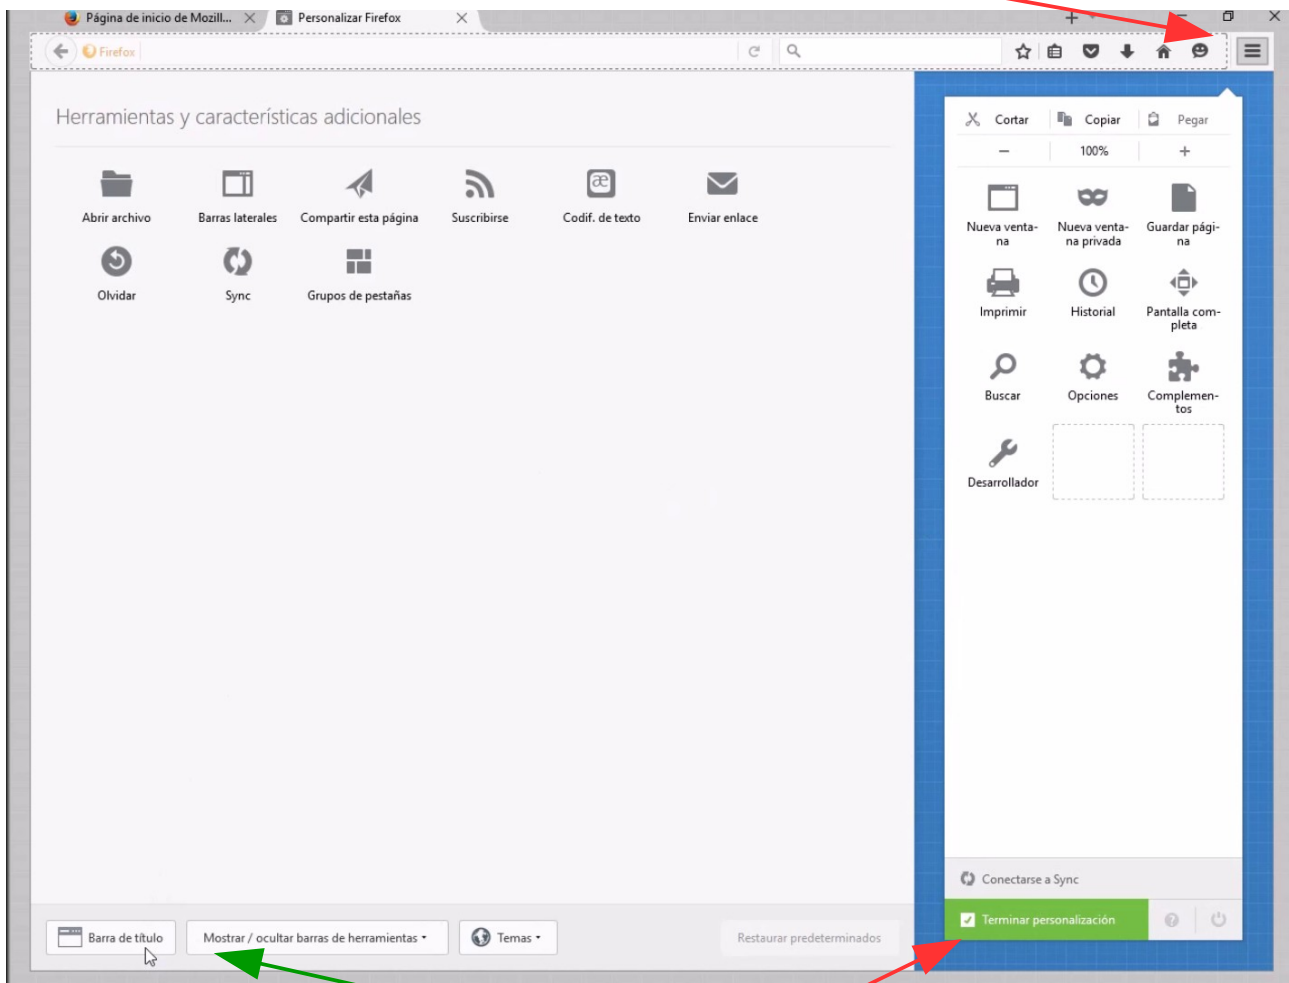 Página de inicio de Mozill...
Personalizar Firefox
Firefox
Herramientas y características adicionales
Abrir archivo
Barras laterales
Compartir esta página
Suscribirse
æ
Codif. de texto
Enviar enlace
Olvidar
Sync
Grupos de pestañas
Cortar
Copiar
Pegar
− 100% +
Nueva venta-
na
Nueva venta-
na privada
Guardar pági-
na
Imprimir
Historial
Pantalla com-
pleta
Buscar
Opciones
Complemen-
tos
Desarrollador
Conectarse a Sync
Terminar personalización
Barra de título
Mostrar / ocultar barras de herramientas
Temas
Restaurar predeterminados